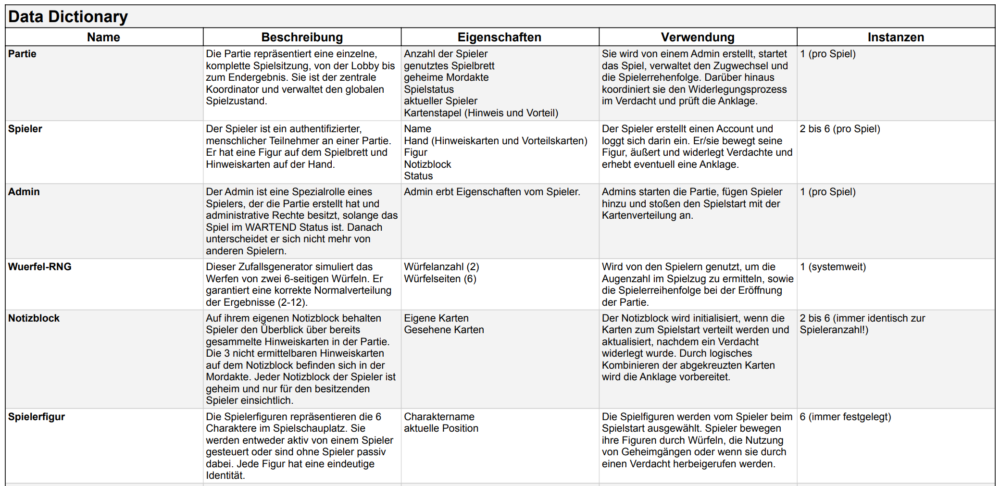 Data Dictionary
Name Beschreibung Eigenschaften Verwendung Instanzen
Partie
Die Partie repräsentiert eine einzelne,
komplette Spielsitzung, von der Lobby bis
zum Endergebnis. Sie ist der zentrale
Koordinator und verwaltet den globalen
Spielzustand.
Anzahl der Spieler
genutztes Spielbrett
geheime Mordakte
Spielstatus
aktueller Spieler
Kartenstapel (Hinweis und Vorteil)
Sie wird von einem Admin erstellt, startet
das Spiel, verwaltet den Zugwechsel und
die Spielerrehenfolge. Darüber hinaus
koordiniert sie den Widerlegungsprozess
im Verdacht und prüft die Anklage.
1 (pro Spiel)
Spieler
Der Spieler ist ein authentifizierter,
menschlicher Teilnehmer an einer Partie.
Er hat eine Figur auf dem Spielbrett und
Hinweiskarten auf der Hand.
Name
Hand (Hinweiskarten und Vorteilskarten)
Figur
Notizblock
Status
Der Spieler erstellt einen Account und
loggt sich darin ein. Er/sie bewegt seine
Figur, äußert und widerlegt Verdachte und
erhebt eventuell eine Anklage.
2 bis 6 (pro Spiel)
Admin
Der Admin ist eine Spezialrolle eines
Spielers, der die Partie erstellt hat und
administrative Rechte besitzt, solange das
Spiel im WARTEND Status ist. Danach
unterscheidet er sich nicht mehr von
anderen Spielern.
Admin erbt Eigenschaften vom Spieler.
Admins starten die Partie, fügen Spieler
hinzu und stoßen den Spielstart mit der
Kartenverteilung an.
1 (pro Spiel)
Wuerfel-RNG
Dieser Zufallsgenerator simuliert das
Werfen von zwei 6-seitigen Würfeln. Er
garantiert eine korrekte Normalverteilung
der Ergebnisse (2-12).
Würfelanzahl (2)
Würfelseiten (6)
Wird von den Spielern genutzt, um die
Augenzahl im Spielzug zu ermitteln, sowie
die Spielerreihenfolge bei der Eröffnung
der Partie.
1 (systemweit)
Notizblock
Auf ihrem eigenen Notizblock behalten
Spieler den Überblick über bereits
gesammelte Hinweiskarten in der Partie.
Die 3 nicht ermittelbaren Hinweiskarten
auf dem Notizblock befinden sich in der
Mordakte. Jeder Notizblock der Spieler ist
geheim und nur für den besitzenden
Spieler einsichtlich.
Eigene Karten
Gesehene Karten
Der Notizblock wird initialisiert, wenn die
Karten zum Spielstart verteilt werden und
aktualisiert, nachdem ein Verdacht
widerlegt wurde. Durch logisches
Kombinieren der abgekreuzten Karten
wird die Anklage vorbereitet.
2 bis 6 (immer identisch zur
Spieleranzahl!)
Spielerfigur
Die Spielerfiguren repräsentieren die 6
Charaktere im Spielschauplatz. Sie
werden entweder aktiv von einem Spieler
gesteuert oder sind ohne Spieler passiv
dabei. Jede Figur hat eine eindeutige
Identität.
Charaktername
aktuelle Position
Die Spielfiguren werden vom Spieler beim
Spielstart ausgewählt. Spieler bewegen
ihre Figuren durch Würfeln, die Nutzung
von Geheimgängen oder wenn sie durch
einen Verdacht herbeigerufen werden.
6 (immer festgelegt)